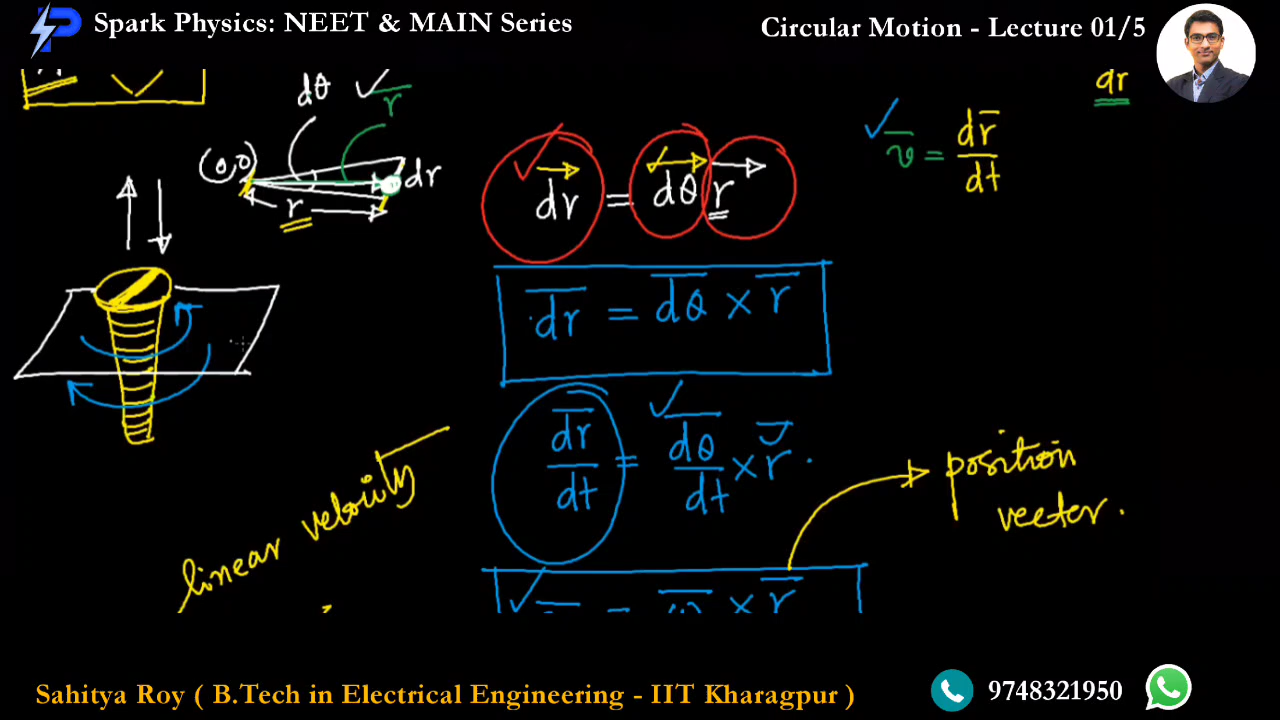 Spark Physics: NEET & MAIN Series
Circular Motion - Lecture 01/5
dθ
r
(0,0)
dr
r
dr = dθ r
v = dr/dt
ar
dr = dθ × r
dr/dt = dθ/dt × r
linear velocity
position
vector.
ω × r
Sahitya Roy ( B.Tech in Electrical Engineering - IIT Kharagpur )
9748321950